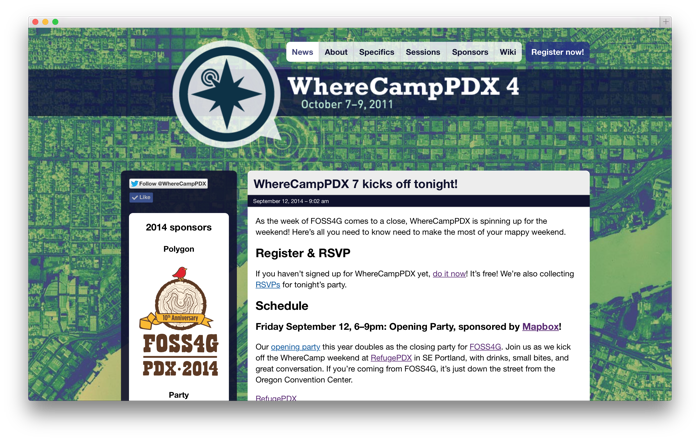 News About Specifics Sessions Sponsors Wiki Register now!
WhereCampPDX 4
October 7–9, 2011
Follow @WhereCampPDX
Like
2014 sponsors
Polygon
10th Anniversary
FOSS4G
PDX·2014
Party
WhereCampPDX 7 kicks off tonight!
September 12, 2014 – 9:02 am
As the week of FOSS4G comes to a close, WhereCampPDX is spinning up for the
weekend! Here's all you need to know need to make the most of your mappy weekend.
Register & RSVP
If you haven't signed up for WhereCampPDX yet, do it now! It's free! We're also collecting
RSVPs for tonight's party.
Schedule
Friday September 12, 6–9pm: Opening Party, sponsored by Mapbox!
Our opening party this year doubles as the closing party for FOSS4G. Join us as we kick
off the WhereCamp weekend at RefugePDX in SE Portland, with drinks, small bites, and
great conversation. If you're coming from FOSS4G, it's just down the street from the
Oregon Convention Center.
RefugePDX